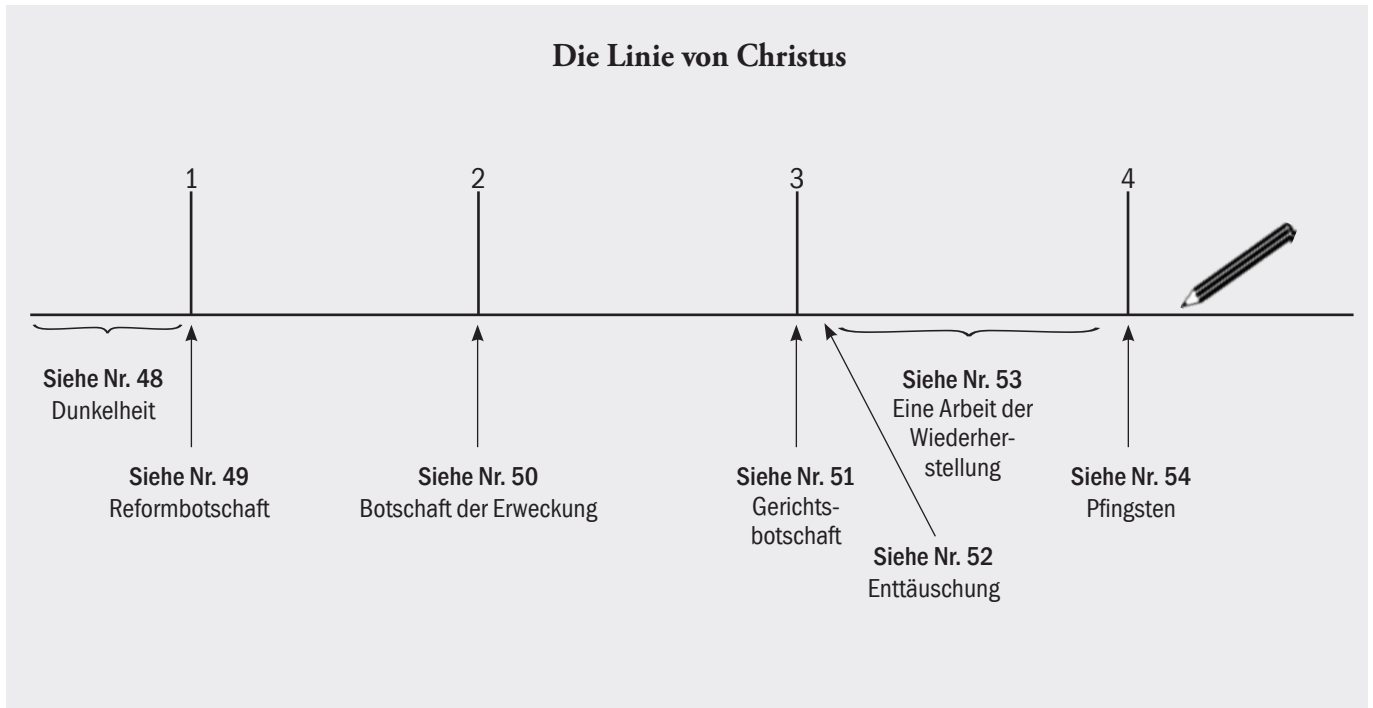 Die Linie von Christus
1
2
3
4
Siehe Nr. 48
Dunkelheit
Siehe Nr. 49
Reformbotschaft
Siehe Nr. 50
Botschaft der Erweckung
Siehe Nr. 51
Gerichts-
botschaft
Siehe Nr. 52
Enttäuschung
Siehe Nr. 53
Eine Arbeit der
Wiederher-
stellung
Siehe Nr. 54
Pfingsten